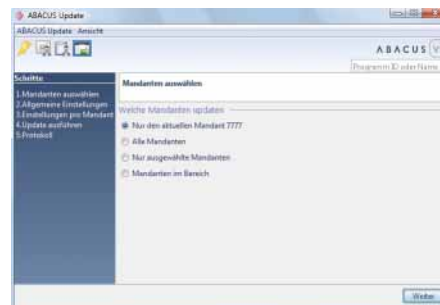 ABACUS Update
ABACUS Update Ansicht
ABACUS V
Programm ID oder Name
Schritte
1.Mandanten auswählen
2.Allgemeine Einstellungen
3.Einstellungen pro Mandant
4.Update ausführen
5.Protokoll
Mandanten auswählen
Welche Mandanten updaten
Nur den aktuellen Mandant 7777
Alle Mandanten
Nur ausgewählte Mandanten
Mandanten im Bereich
Weiter